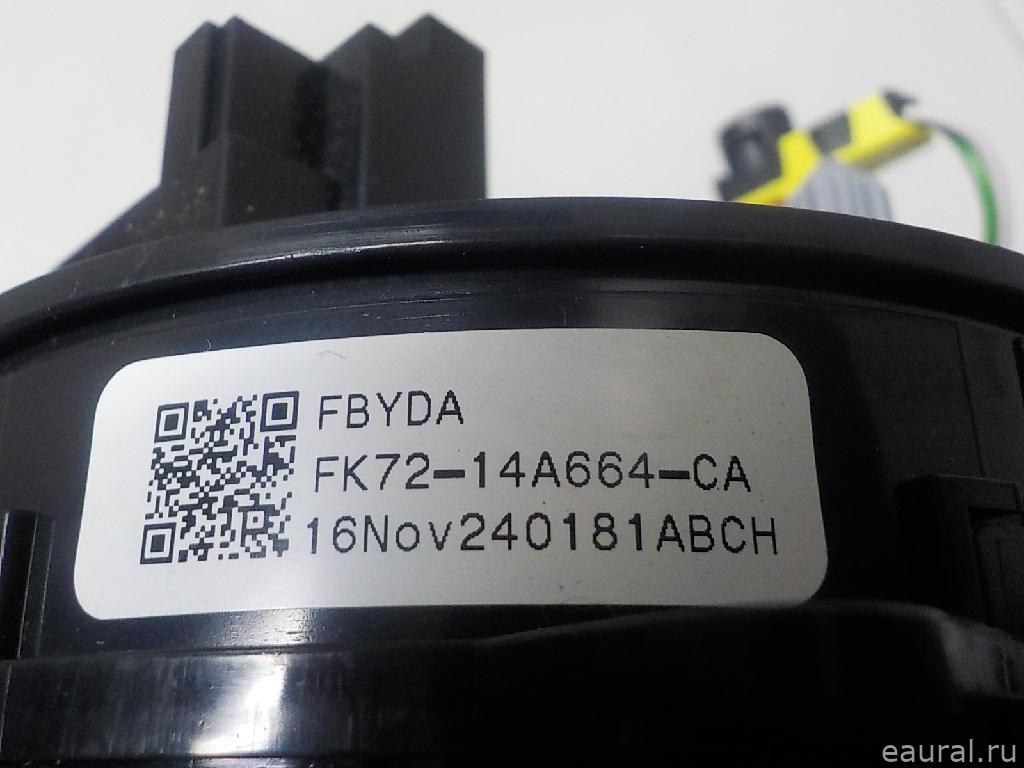 FBYDA
FK72-14A664-CA
16Nov240181ABCH
eaural.ru